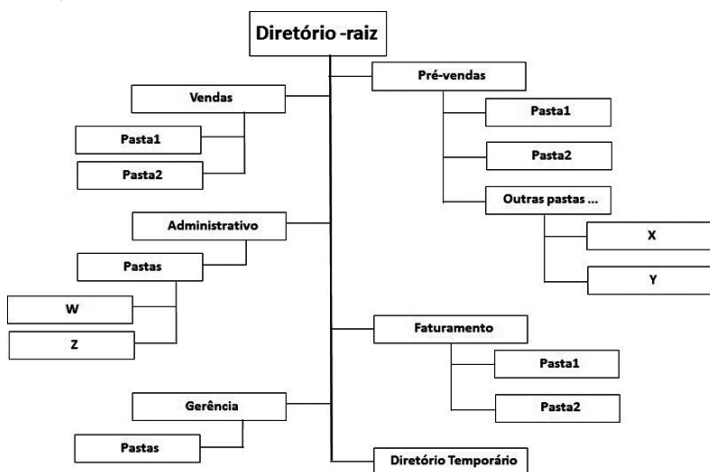 Diretório -raiz
Pré-vendas
Vendas
Pasta1
Pasta1
Pasta2
Pasta2
Outras pastas ...
Administrativo
X
Pastas
Y
W
Faturamento
Z
Pasta1
Gerência
Pasta2
Pastas
Diretório Temporário